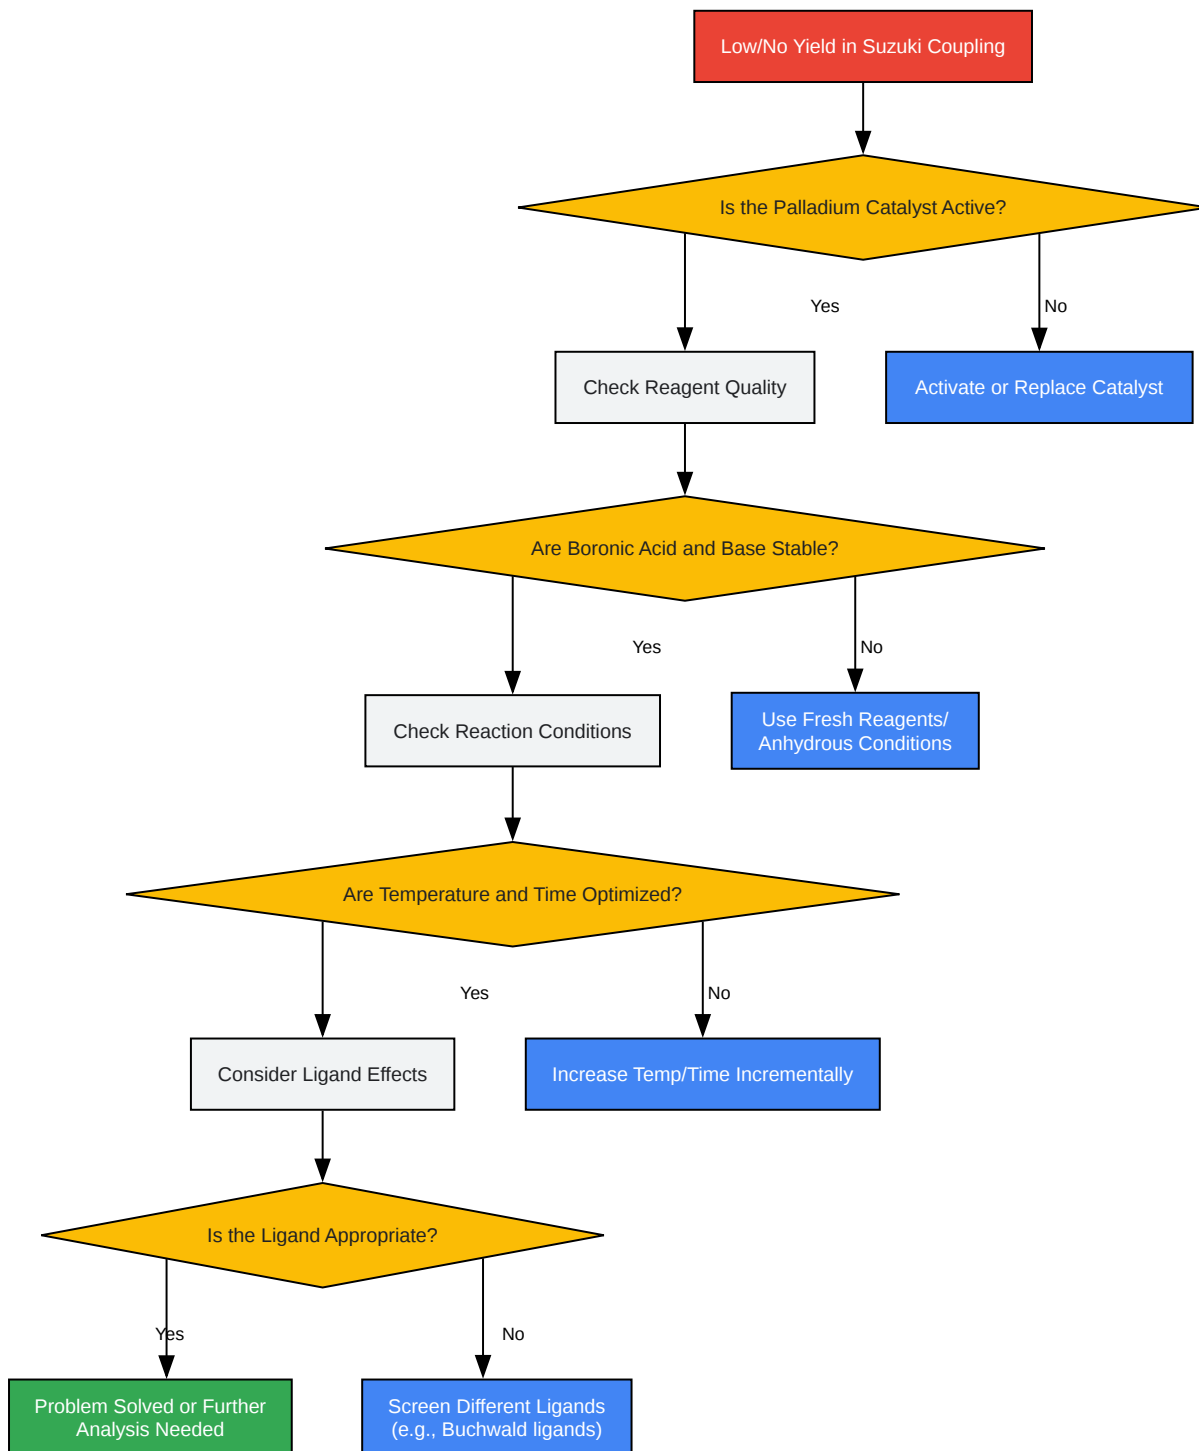 Low/No Yield in Suzuki Coupling
Is the Palladium Catalyst Active?
Yes
No
Check Reagent Quality
Activate or Replace Catalyst
Are Boronic Acid and Base Stable?
Yes
No
Check Reaction Conditions
Use Fresh Reagents/
Anhydrous Conditions
Are Temperature and Time Optimized?
Yes
No
Consider Ligand Effects
Increase Temp/Time Incrementally
Is the Ligand Appropriate?
Yes
No
Problem Solved or Further
Analysis Needed
Screen Different Ligands
(e.g., Buchwald ligands)